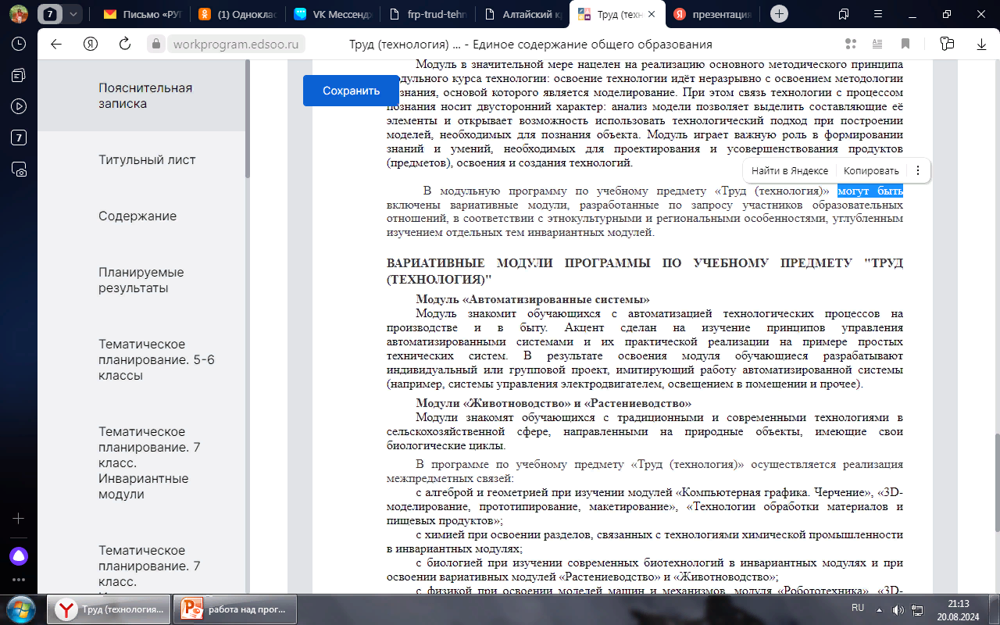 7
Письмо «РУГ
(1) Однокла
VK Мессендж
frp-trud-tehn
Алтайский к
Труд (техн
презентация
workprogram.edsoo.ru
Труд (технология) ... - Единое содержание общего образования
7
Пояснительная
записка
Титульный лист
Содержание
Планируемые
результаты
Тематическое
планирование. 5-6
классы
Тематическое
планирование. 7
класс.
Инвариантные
модули
Тематическое
планирование. 7
класс.
Сохранить
Модуль в значительной мере нацелен на реализацию основного методического принципа
модульного курса технологии: освоение технологии идёт неразрывно с освоением методологии
познания, основой которого является моделирование. При этом связь технологии с процессом
познания носит двусторонний характер: анализ модели позволяет выделить составляющие её
элементы и открывает возможность использовать технологический подход при построении
моделей, необходимых для познания объекта. Модуль играет важную роль в формировании
знаний и умений, необходимых для проектирования и усовершенствования продуктов
(предметов), освоения и создания технологий.
Найти в Яндексе Копировать
В модульную программу по учебному предмету «Труд (технология)» могут быть
включены вариативные модули, разработанные по запросу участников образовательных
отношений, в соответствии с этнокультурными и региональными особенностями, углубленным
изучением отдельных тем инвариантных модулей.
ВАРИАТИВНЫЕ МОДУЛИ ПРОГРАММЫ ПО УЧЕБНОМУ ПРЕДМЕТУ "ТРУД
(ТЕХНОЛОГИЯ)"
Модуль «Автоматизированные системы»
Модуль знакомит обучающихся с автоматизацией технологических процессов на
производстве и в быту. Акцент сделан на изучение принципов управления
автоматизированными системами и их практической реализации на примере простых
технических систем. В результате освоения модуля обучающиеся разрабатывают
индивидуальный или групповой проект, имитирующий работу автоматизированной системы
(например, системы управления электродвигателем, освещением в помещении и прочее).
Модули «Животноводство» и «Растениеводство»
Модули знакомят обучающихся с традиционными и современными технологиями в
сельскохозяйственной сфере, направленными на природные объекты, имеющие свои
биологические циклы.
В программе по учебному предмету «Труд (технология)» осуществляется реализация
межпредметных связей:
с алгеброй и геометрией при изучении модулей «Компьютерная графика. Черчение», «3D-
моделирование, прототипирование, макетирование», «Технологии обработки материалов и
пищевых продуктов»;
с химией при освоении разделов, связанных с технологиями химической промышленности
в инвариантных модулях;
с биологией при изучении современных биотехнологий в инвариантных модулях и при
освоении вариативных модулей «Растениеводство» и «Животноводство»;
с физикой при освоении моделей машин и механизмов, модуля «Робототехника», «3D-
Труд (технология...
работа над прог...
RU
21:13
20.08.2024